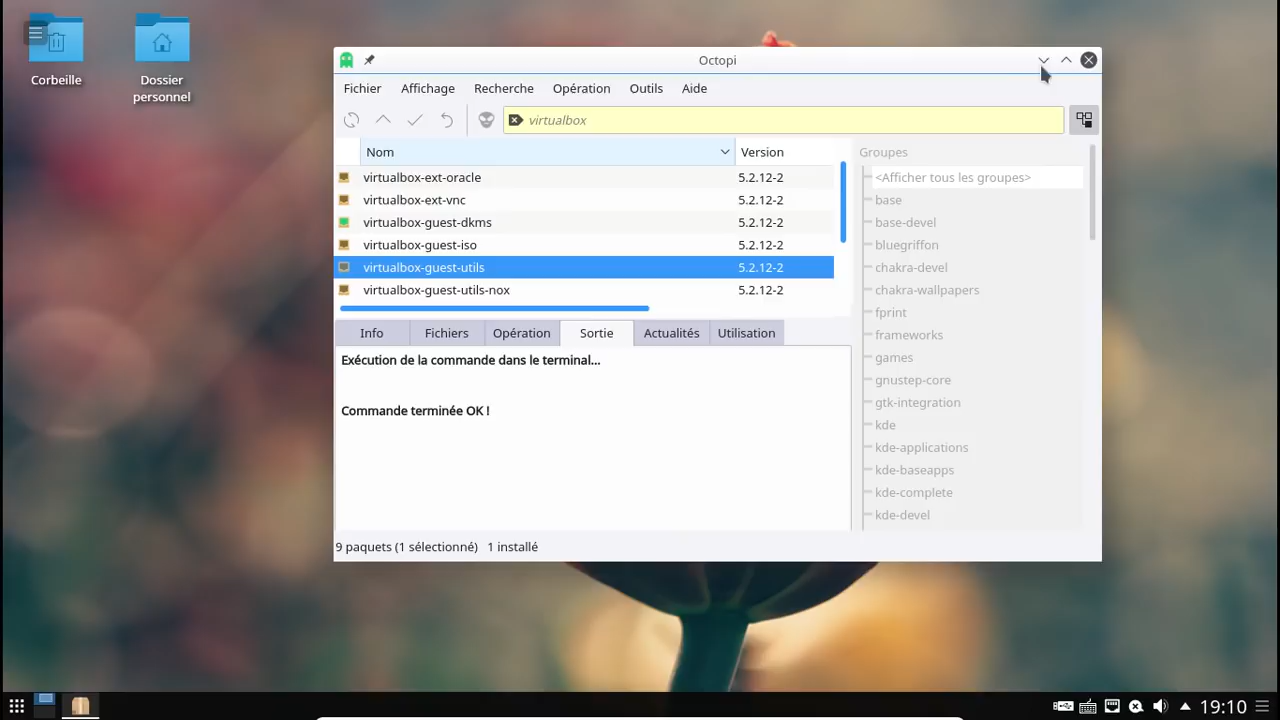 Corbeille
Dossier
personnel
Octopi
Fichier Affichage Recherche Opération Outils Aide
virtualbox
Nom Version
virtualbox-ext-oracle 5.2.12-2
virtualbox-ext-vnc 5.2.12-2
virtualbox-guest-dkms 5.2.12-2
virtualbox-guest-iso 5.2.12-2
virtualbox-guest-utils 5.2.12-2
virtualbox-guest-utils-nox 5.2.12-2
Groupes
<Afficher tous les groupes>
base
base-devel
bluegriffon
chakra-devel
chakra-wallpapers
fprint
frameworks
games
gnustep-core
gtk-integration
kde
kde-applications
kde-baseapps
kde-complete
kde-devel
Info Fichiers Opération Sortie Actualités Utilisation
Exécution de la commande dans le terminal...
Commande terminée OK !
9 paquets (1 sélectionné) 1 installé
19:10